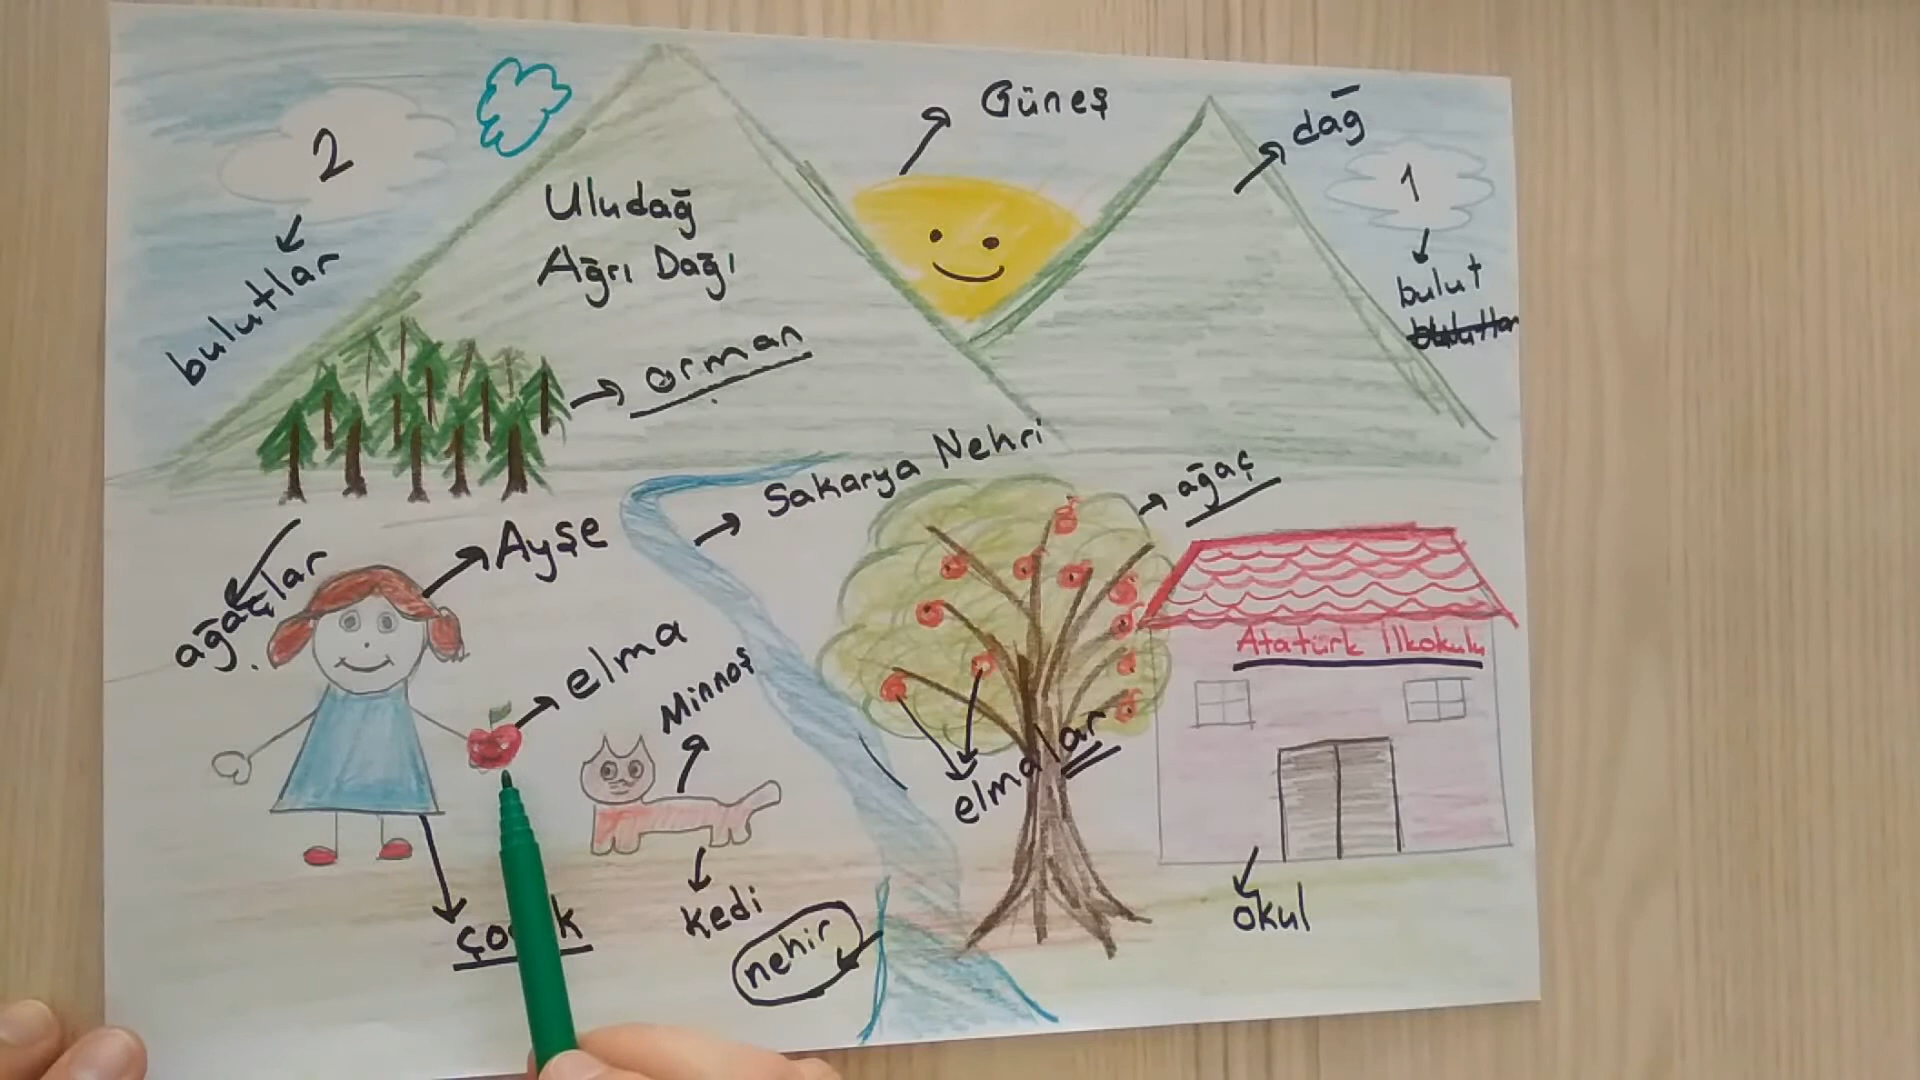 2
Güneş
dağ
Uludağ
Ağrı Dağı
1
bulutlar
bulut
orman
Sakarya Nehri
ağaç
Ayşe
ağaçlar
elma
Minnoş
Atatürk İlkokulu
elmalar
kedi
okul
nehir